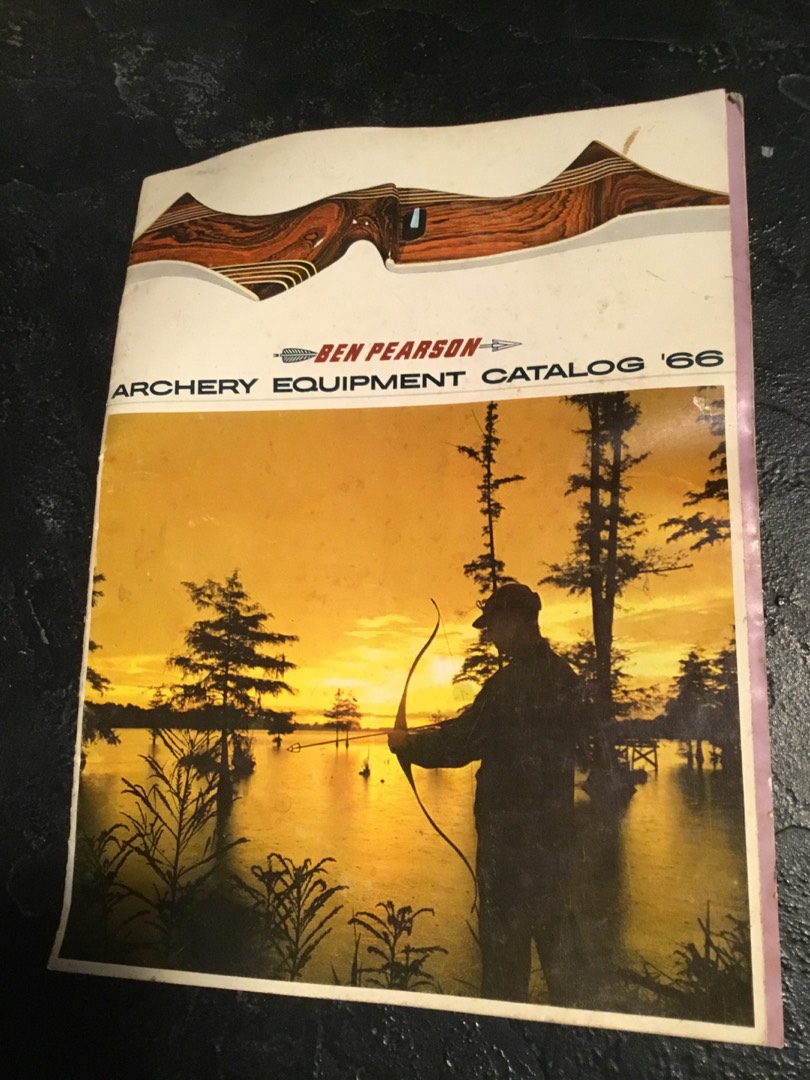 BEN PEARSON
ARCHERY EQUIPMENT CATALOG '66